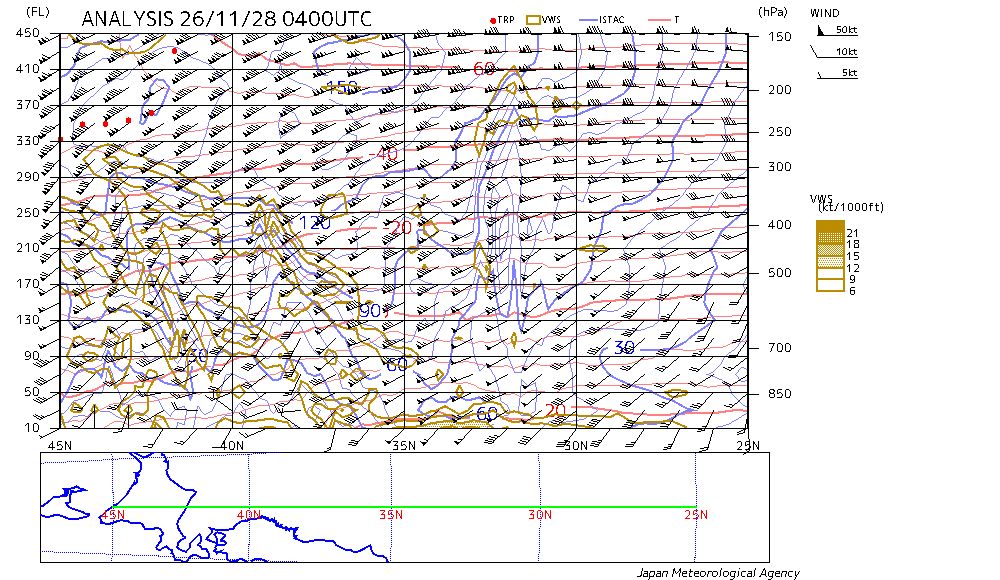 (FL) ANALYSIS 26/11/28 0400UTC TRP VWS ISTAC T (hPa) WIND
450 150 50kt
10kt
410 60 5kt
150 200
370
250
330
-40 300
290
VWS
(kt/1000ft)
250
120 -20 400
21
210 18
15
500 12
170 9
90 6
130
30 30 700
90
60
50 850
60 20
10
45N 40N 35N 30N 25N
45N 40N 35N 30N 25N
Japan Meteorological Agency